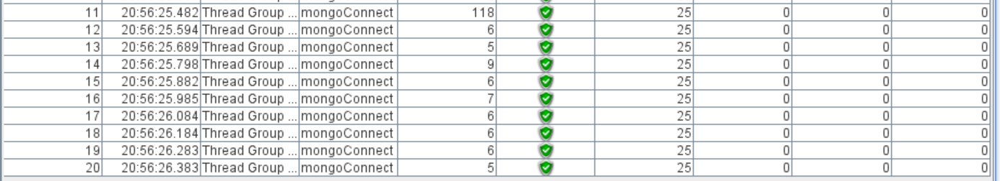 11 20:56:25.482 Thread Group ... mongoConnect 118 25 0 0 0
12 20:56:25.594 Thread Group ... mongoConnect 6 25 0 0 0
13 20:56:25.689 Thread Group ... mongoConnect 5 25 0 0 0
14 20:56:25.798 Thread Group ... mongoConnect 9 25 0 0 0
15 20:56:25.882 Thread Group ... mongoConnect 6 25 0 0 0
16 20:56:25.985 Thread Group ... mongoConnect 7 25 0 0 0
17 20:56:26.084 Thread Group ... mongoConnect 6 25 0 0 0
18 20:56:26.184 Thread Group ... mongoConnect 6 25 0 0 0
19 20:56:26.283 Thread Group ... mongoConnect 6 25 0 0 0
20 20:56:26.383 Thread Group ... mongoConnect 5 25 0 0 0